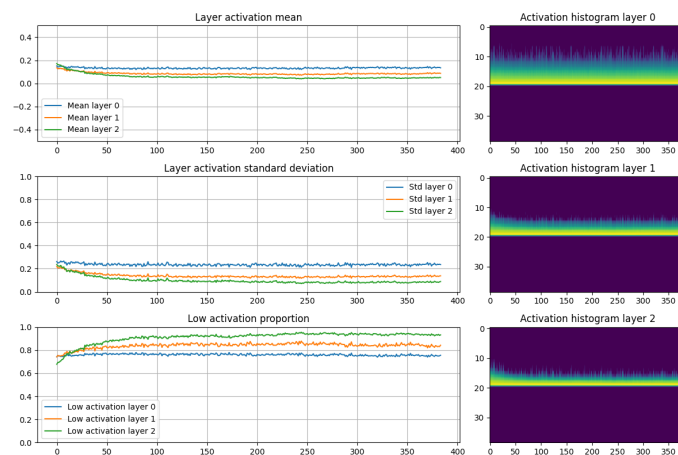 Layer activation mean
0.4
0.2
0.0
−0.2
−0.4
Mean layer 0
Mean layer 1
Mean layer 2
0 50 100 150 200 250 300 350 400
Activation histogram layer 0
0
10
20
30
0 50 100 150 200 250 300 350
Layer activation standard deviation
1.0
0.8
0.6
0.4
0.2
0.0
Std layer 0
Std layer 1
Std layer 2
0 50 100 150 200 250 300 350 400
Activation histogram layer 1
0
10
20
30
0 50 100 150 200 250 300 350
Low activation proportion
1.0
0.8
0.6
0.4
0.2
0.0
Low activation layer 0
Low activation layer 1
Low activation layer 2
0 50 100 150 200 250 300 350 400
Activation histogram layer 2
0
10
20
30
0 50 100 150 200 250 300 350